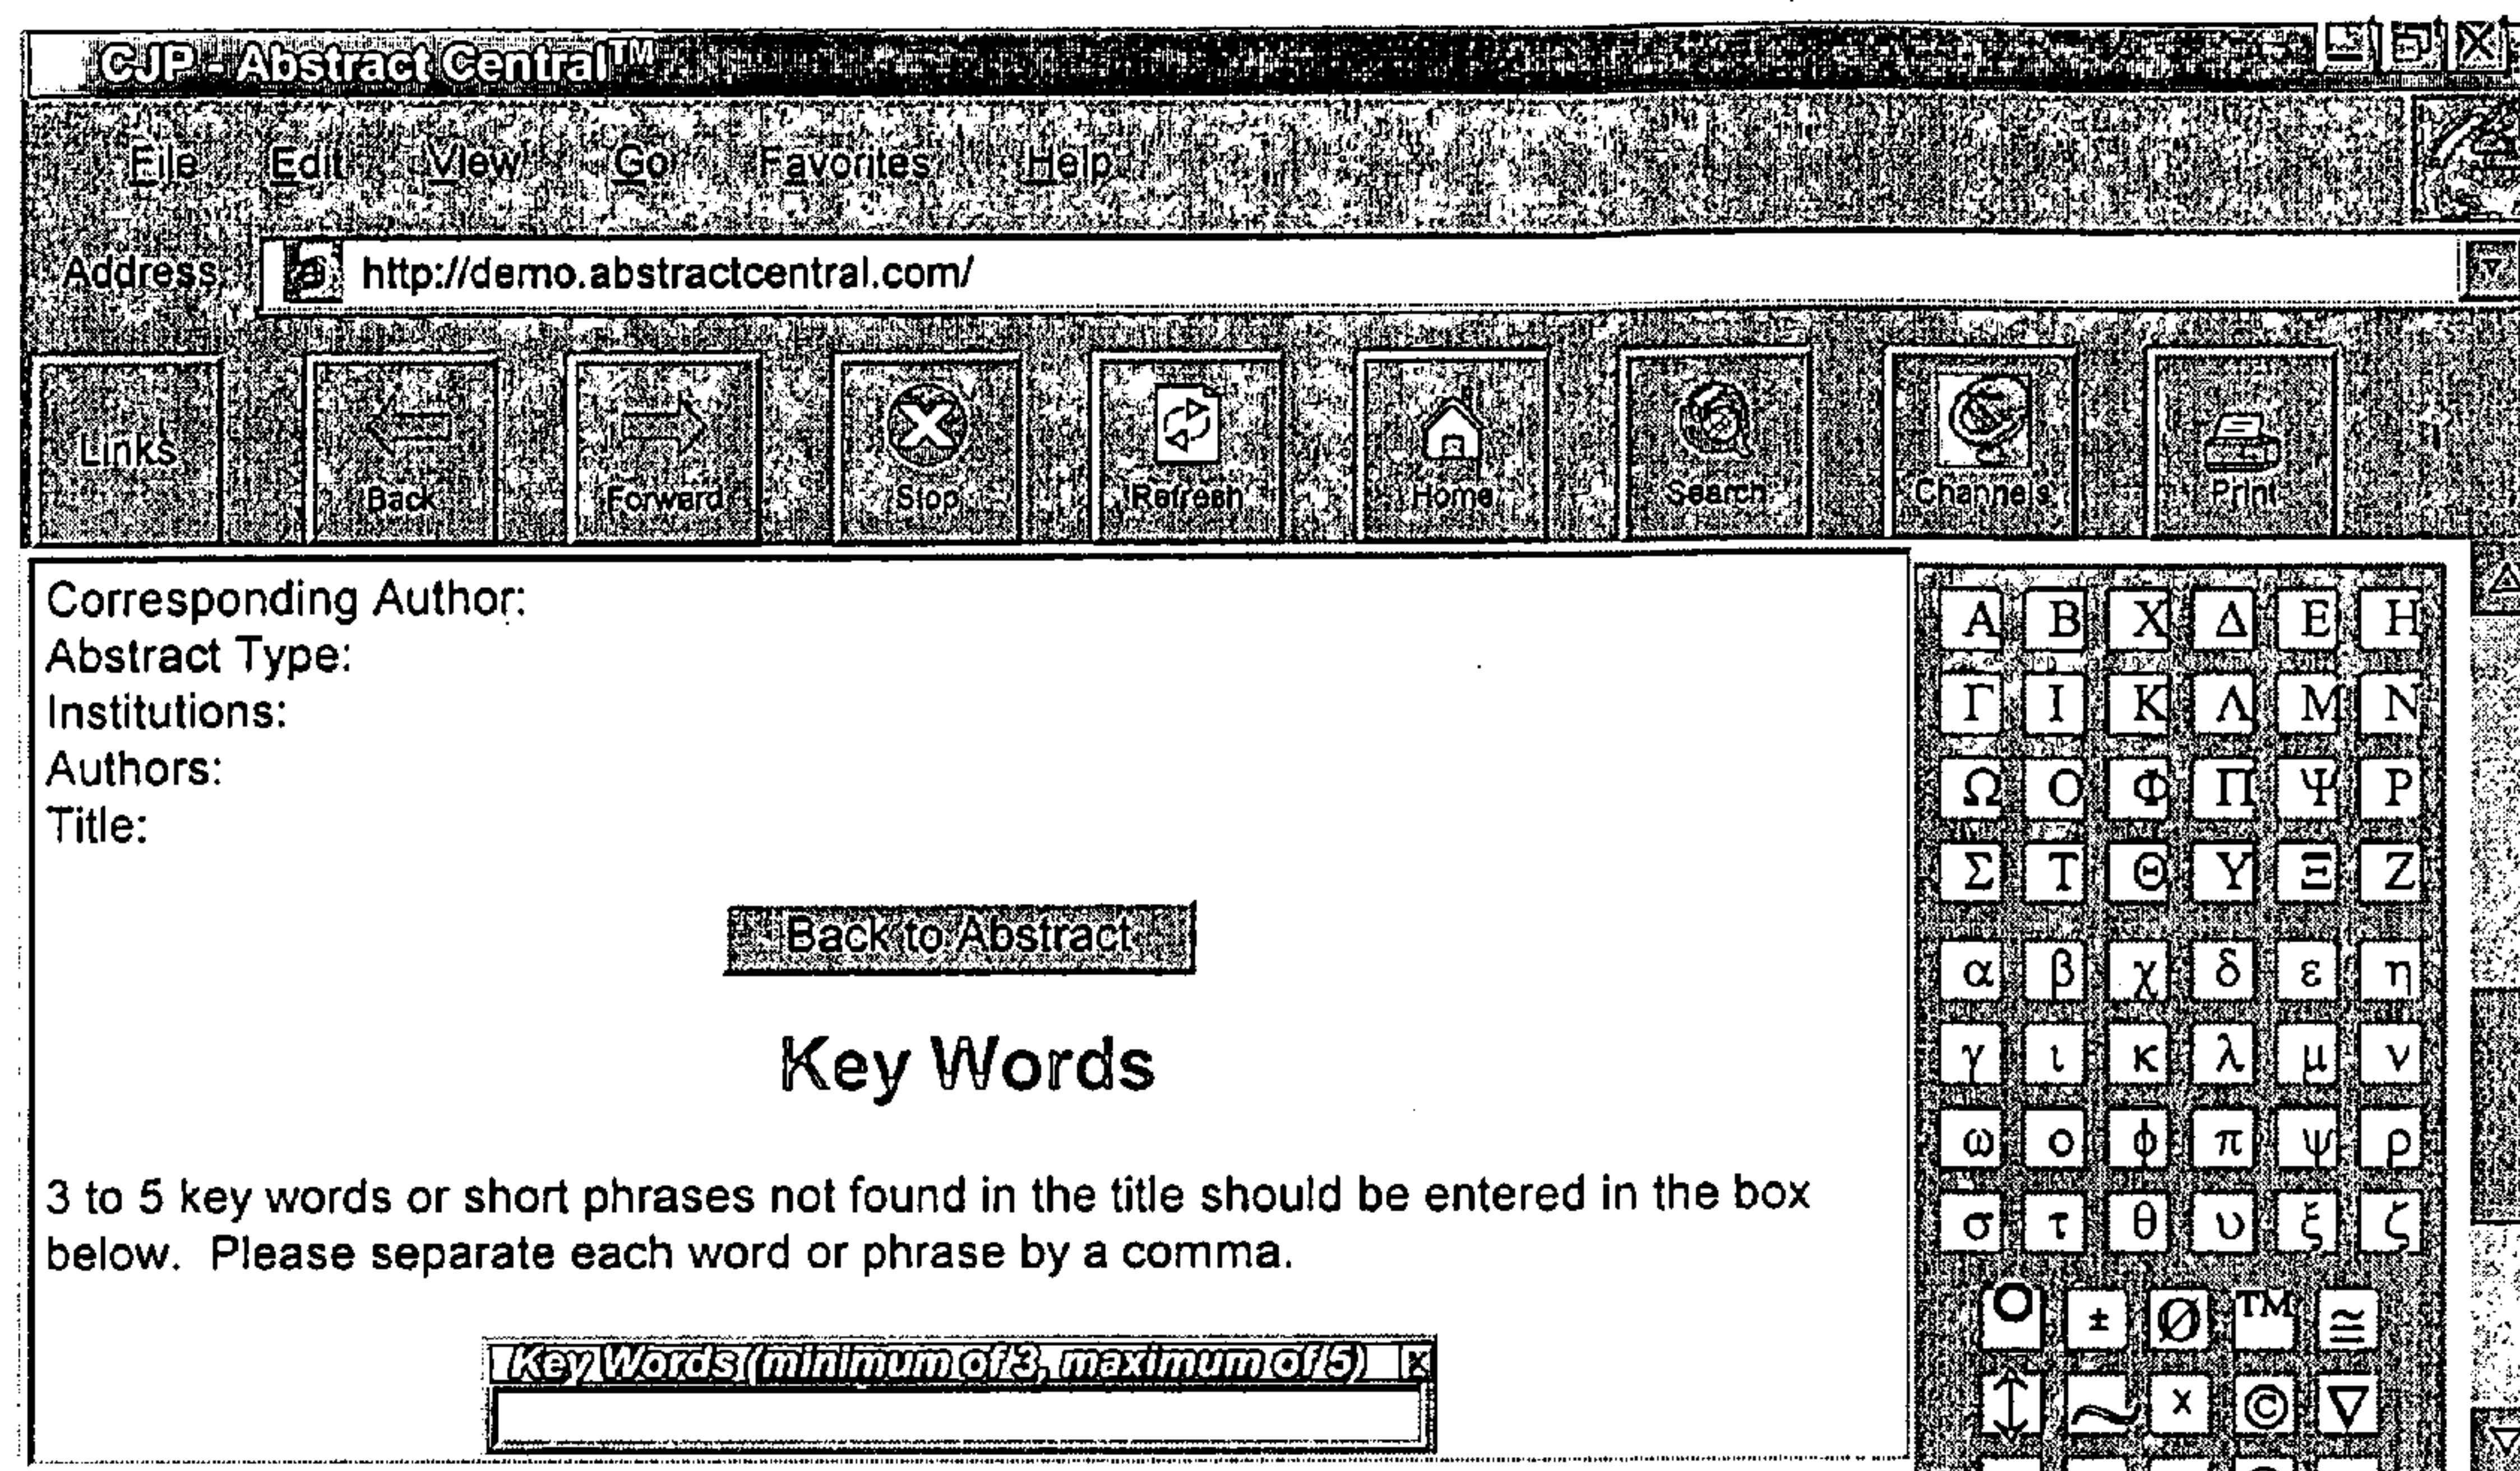 CJP - Abstract Central™
File Edit View Go Favorites Help
Address http://demo.abstractcentral.com/
Links Back Forward Stop Refresh Home Search Channels Print
Corresponding Author:
Abstract Type:
Institutions:
Authors:
Title:
Back to Abstract
Key Words
3 to 5 key words or short phrases not found in the title should be entered in the box
below. Please separate each word or phrase by a comma.
Key Words (minimum of 3, maximum of 5)
Α Β Χ Δ Ε Η
Γ Ι Κ Λ Μ Ν
Ω Ο Φ Π Ψ Ρ
Σ Τ Θ Υ Ξ Ζ
α β χ δ ε η
γ ι κ λ μ ν
ω ο ϕ π ψ ρ
σ τ θ υ ξ ζ
° ± Ø ™ ≅
↕ ~ x © ∇